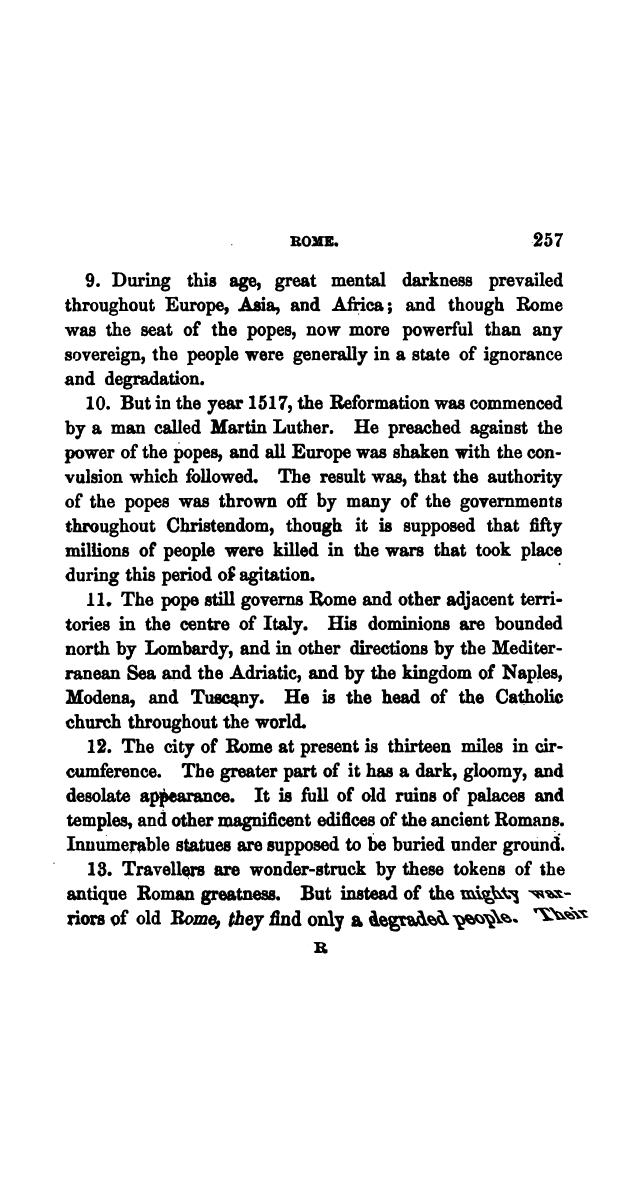 ROME. 257
9. During this age, great mental darkness prevailed
throughout Europe, Asia, and Africa; and though Rome
was the seat of the popes, now more powerful than any
sovereign, the people were generally in a state of ignorance
and degradation.
10. But in the year 1517, the Reformation was commenced
by a man called Martin Luther. He preached against the
power of the popes, and all Europe was shaken with the con-
vulsion which followed. The result was, that the authority
of the popes was thrown off by many of the governments
throughout Christendom, though it is supposed that fifty
millions of people were killed in the wars that took place
during this period of agitation.
11. The pope still governs Rome and other adjacent terri-
tories in the centre of Italy. His dominions are bounded
north by Lombardy, and in other directions by the Mediter-
ranean Sea and the Adriatic, and by the kingdom of Naples,
Modena, and Tuscany. He is the head of the Catholic
church throughout the world.
12. The city of Rome at present is thirteen miles in cir-
cumference. The greater part of it has a dark, gloomy, and
desolate appearance. It is full of old ruins of palaces and
temples, and other magnificent edifices of the ancient Romans.
Innumerable statues are supposed to be buried under ground.
13. Travellers are wonder-struck by these tokens of the
antique Roman greatness. But instead of the mighty war-
riors of old Rome, they find only a degraded people. Their
R